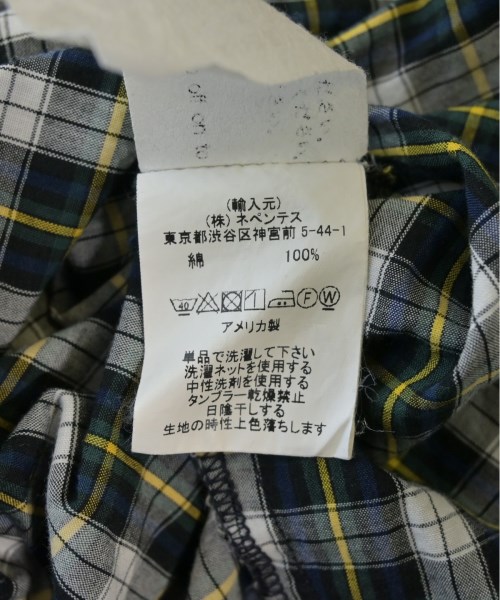 (輸入元)
(株) ネペンテス
東京都渋谷区神宮前 5-44-1
綿 100%
40 F W
アメリカ製
単品で洗濯して下さい
洗濯ネットを使用する
中性洗剤を使用する
タンブラー乾燥禁止
日陰干しする
生地の時性上色落ちします